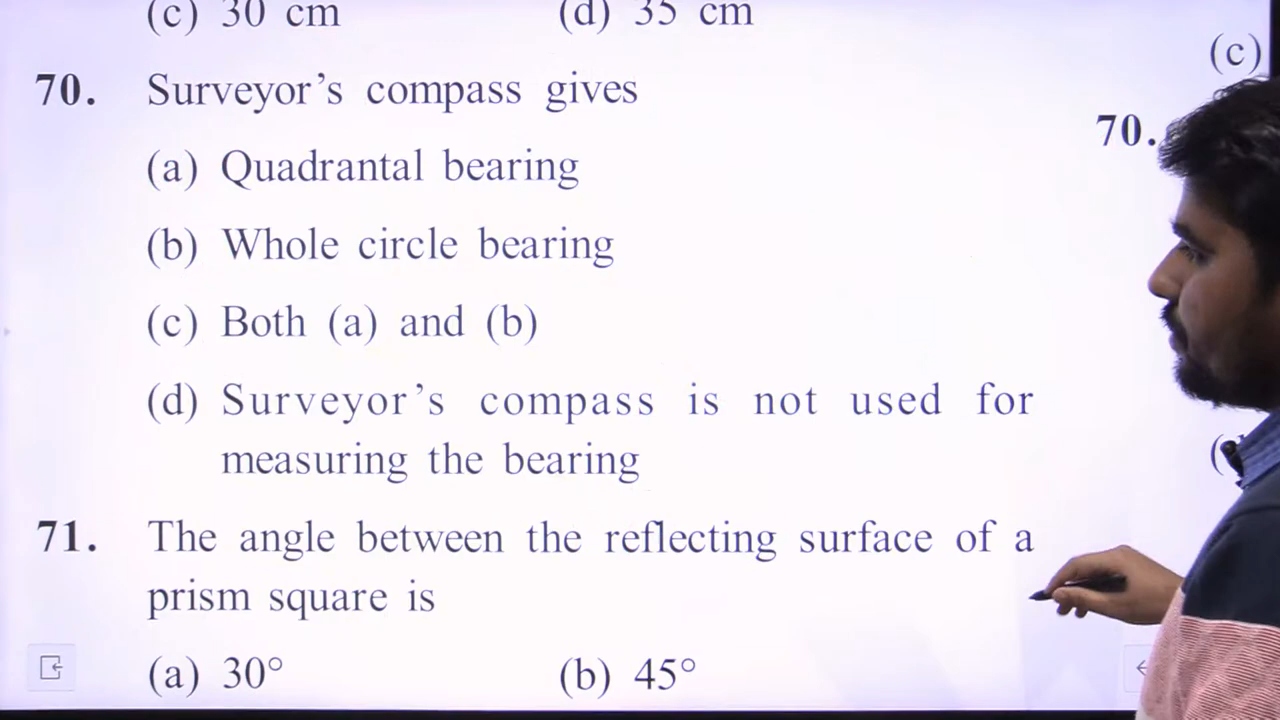 (c) 30 cm (d) 35 cm
(c)
70. Surveyor's compass gives
70.
(a) Quadrantal bearing
(b) Whole circle bearing
(c) Both (a) and (b)
(d) Surveyor's compass is not used for
measuring the bearing
71. The angle between the reflecting surface of a
prism square is
(a) 30° (b) 45°